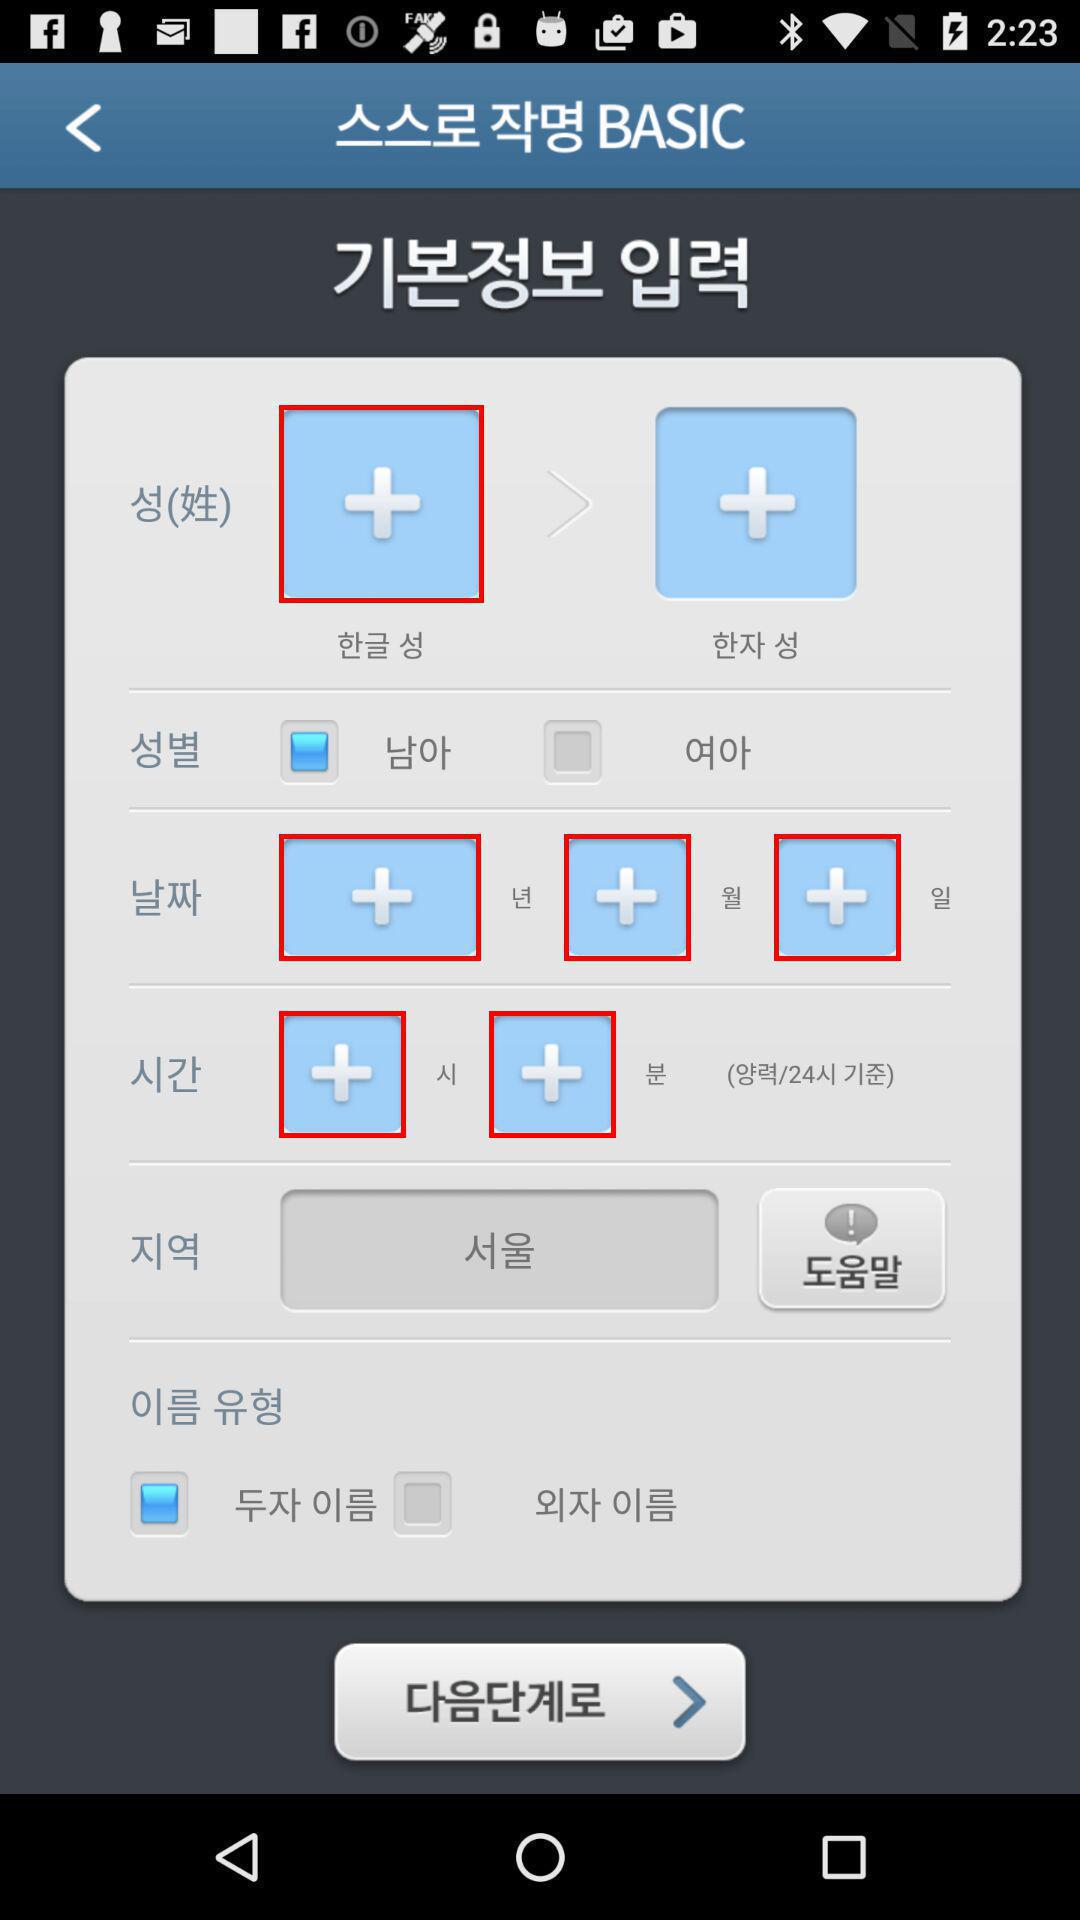 FAKE
2:23
스스로 작명 BASIC
기본정보 입력
성(姓)
한글 성
한자 성
성별 남아 여아
날짜 년 월 일
시간 시 분 (양력/24시 기준)
지역 서울 도움말
이름 유형
두자 이름 외자 이름
다음단계로